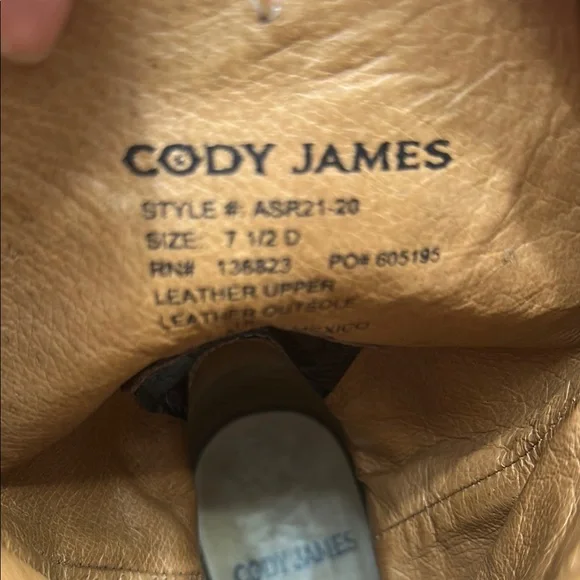 CODY JAMES
STYLE #: ASR21-20
SIZE: 7 1/2 D
RN# 136823 PO# 605195
LEATHER UPPER
LEATHER OUTSOLE
MEXICO
CODY JAMES